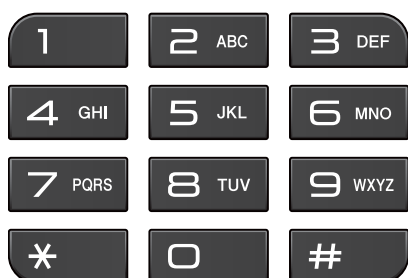 1 2 ABC 3 DEF
4 GHI 5 JKL 6 MNO
7 PQRS 8 TUV 9 WXYZ
* 0 #